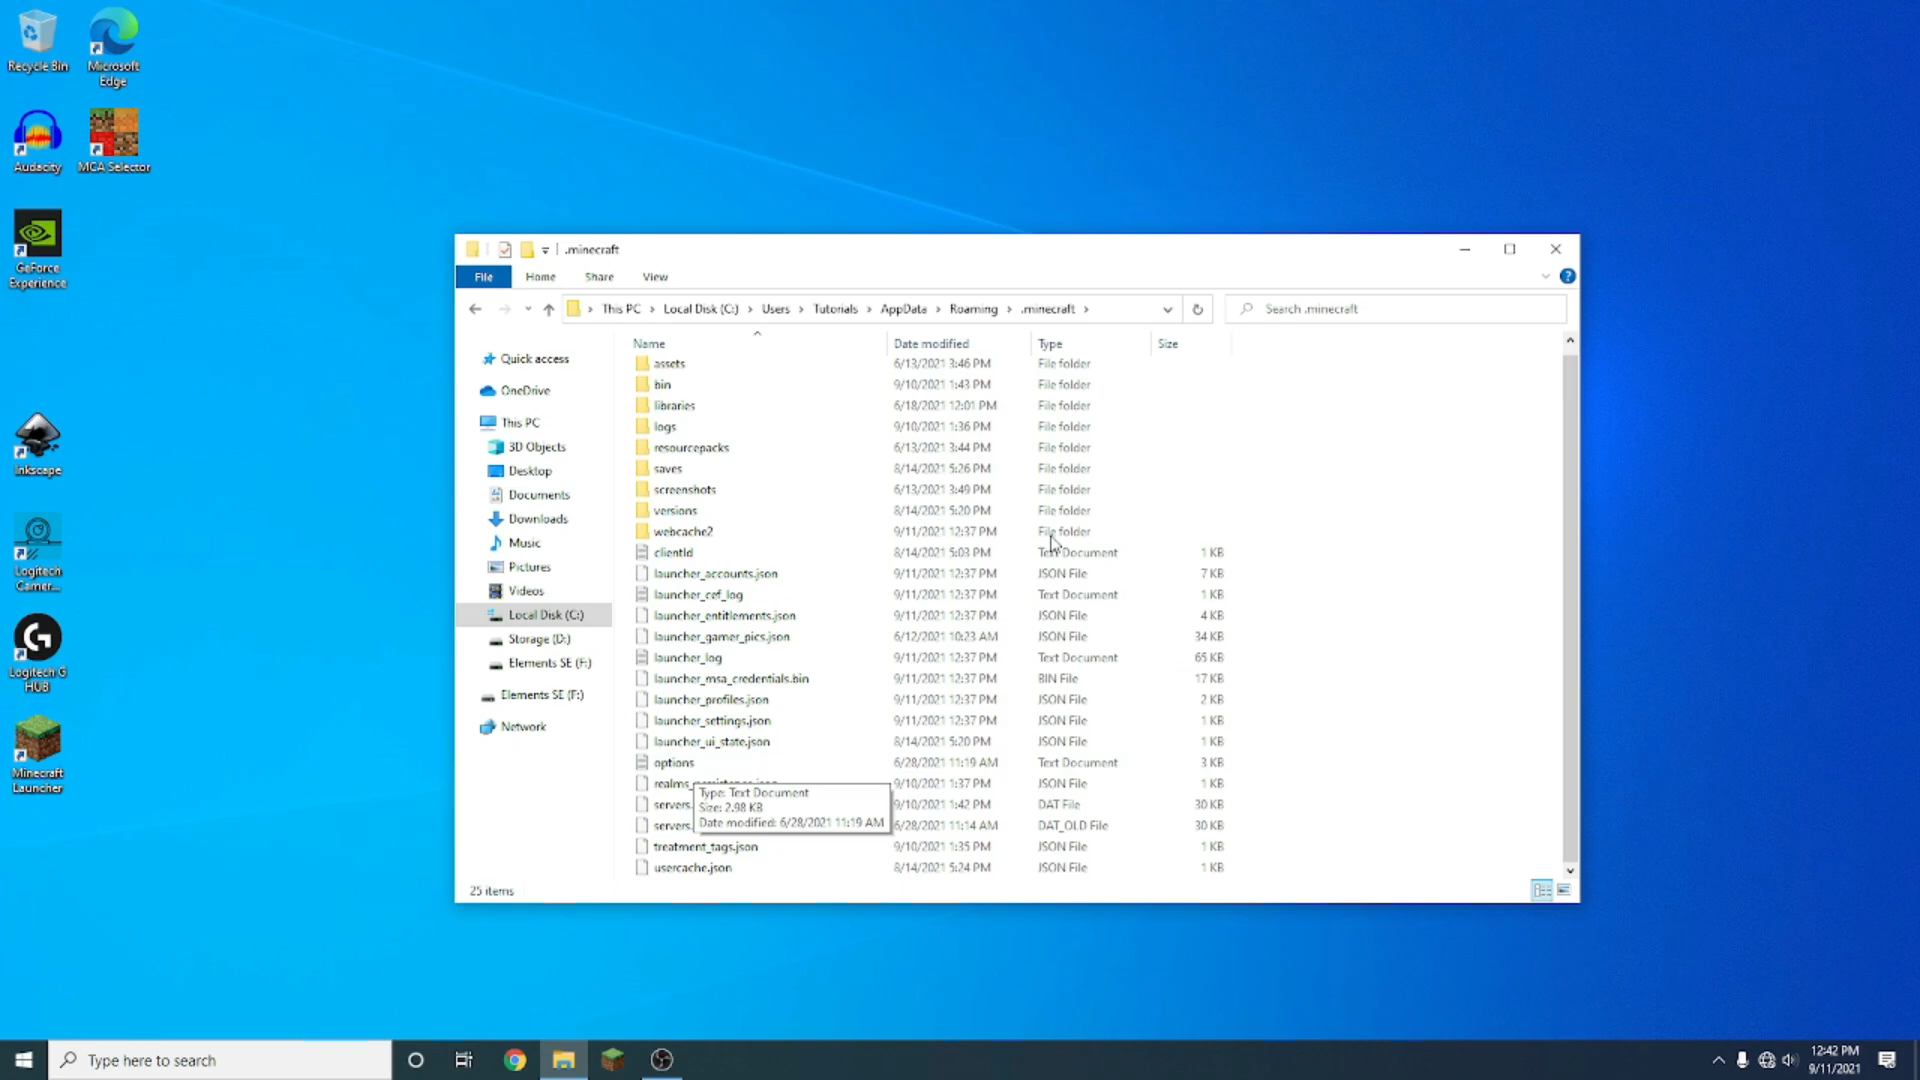 Recycle Bin
Microsoft
Edge
Audacity
MCA Selector
GeForce
Experience
Inkscape
Logitech
Camer...
Logitech G
HUB
Minecraft
Launcher
.minecraft
File Home Share View
This PC > Local Disk (C:) > Users > Tutorials > AppData > Roaming > .minecraft >
Search .minecraft
Quick access
OneDrive
This PC
3D Objects
Desktop
Documents
Downloads
Music
Pictures
Videos
Local Disk (C:)
Storage (D:)
Elements SE (F:)
Elements SE (F:)
Network
Name Date modified Type Size
assets 6/13/2021 3:46 PM File folder
bin 9/10/2021 1:43 PM File folder
libraries 6/18/2021 12:01 PM File folder
logs 9/10/2021 1:36 PM File folder
resourcepacks 6/13/2021 3:44 PM File folder
saves 8/14/2021 5:26 PM File folder
screenshots 6/13/2021 3:49 PM File folder
versions 8/14/2021 5:20 PM File folder
webcache2 9/11/2021 12:37 PM File folder
clientId 8/14/2021 5:03 PM Text Document 1 KB
launcher_accounts.json 9/11/2021 12:37 PM JSON File 7 KB
launcher_cef_log 9/11/2021 12:37 PM Text Document 1 KB
launcher_entitlements.json 9/11/2021 12:37 PM JSON File 4 KB
launcher_gamer_pics.json 6/12/2021 10:23 AM JSON File 34 KB
launcher_log 9/11/2021 12:37 PM Text Document 65 KB
launcher_msa_credentials.bin 9/11/2021 12:37 PM BIN File 17 KB
launcher_profiles.json 9/11/2021 12:37 PM JSON File 2 KB
launcher_settings.json 9/11/2021 12:37 PM JSON File 1 KB
launcher_ui_state.json 8/14/2021 5:20 PM JSON File 1 KB
options 6/28/2021 11:19 AM Text Document 3 KB
realms_ 9/10/2021 1:37 PM JSON File 1 KB
Type: Text Document
servers. 9/10/2021 1:42 PM DAT File 30 KB
Size: 2.98 KB
servers. 6/28/2021 11:14 AM DAT_OLD File 30 KB
Date modified: 6/28/2021 11:19 AM
treatment_tags.json 9/10/2021 1:35 PM JSON File 1 KB
usercache.json 8/14/2021 5:24 PM JSON File 1 KB
25 items
Type here to search
12:42 PM
9/11/2021